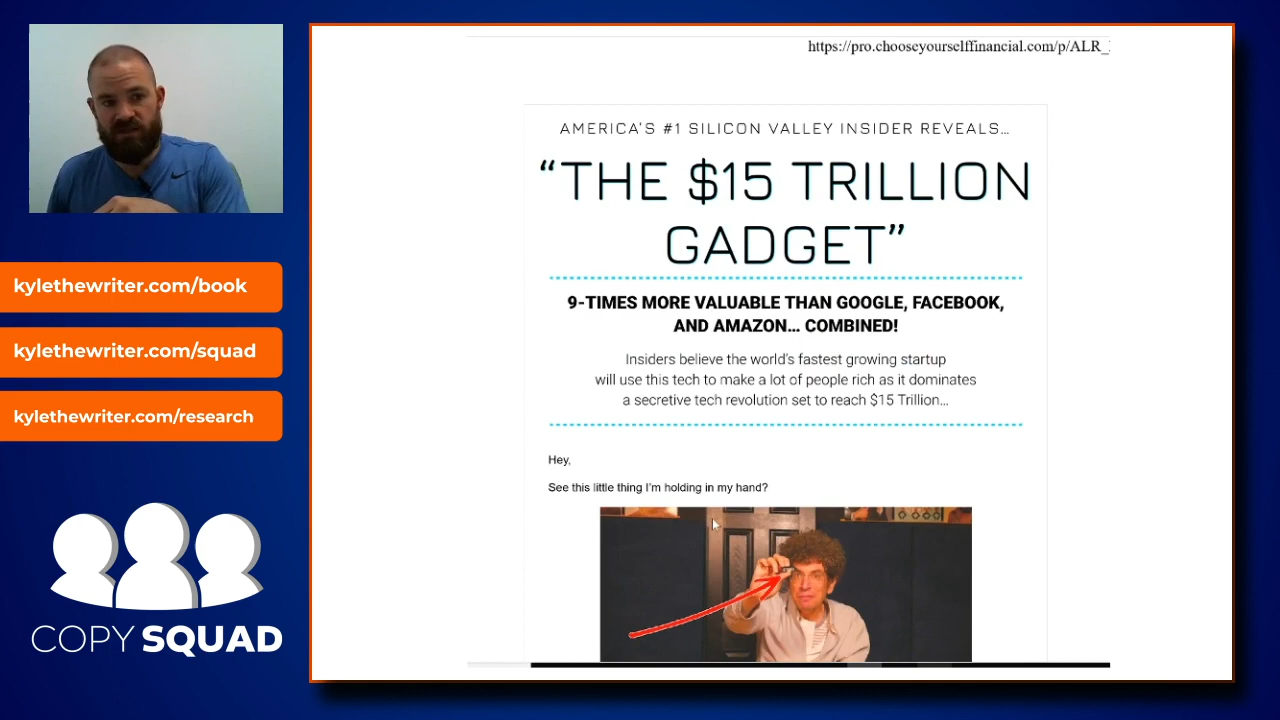 kylethewriter.com/book
kylethewriter.com/squad
kylethewriter.com/research
COPY SQUAD
https://pro.chooseyourselffinancial.com/p/ALR_
AMERICA'S #1 SILICON VALLEY INSIDER REVEALS…
“THE $15 TRILLION
GADGET”
9-TIMES MORE VALUABLE THAN GOOGLE, FACEBOOK,
AND AMAZON… COMBINED!
Insiders believe the world's fastest growing startup
will use this tech to make a lot of people rich as it dominates
a secretive tech revolution set to reach $15 Trillion…
Hey,
See this little thing I'm holding in my hand?